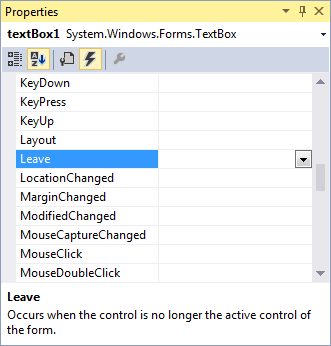 Properties
textBox1 System.Windows.Forms.TextBox
KeyDown
KeyPress
KeyUp
Layout
Leave
LocationChanged
MarginChanged
ModifiedChanged
MouseCaptureChanged
MouseClick
MouseDoubleClick
Leave
Occurs when the control is no longer the active control of
the form.